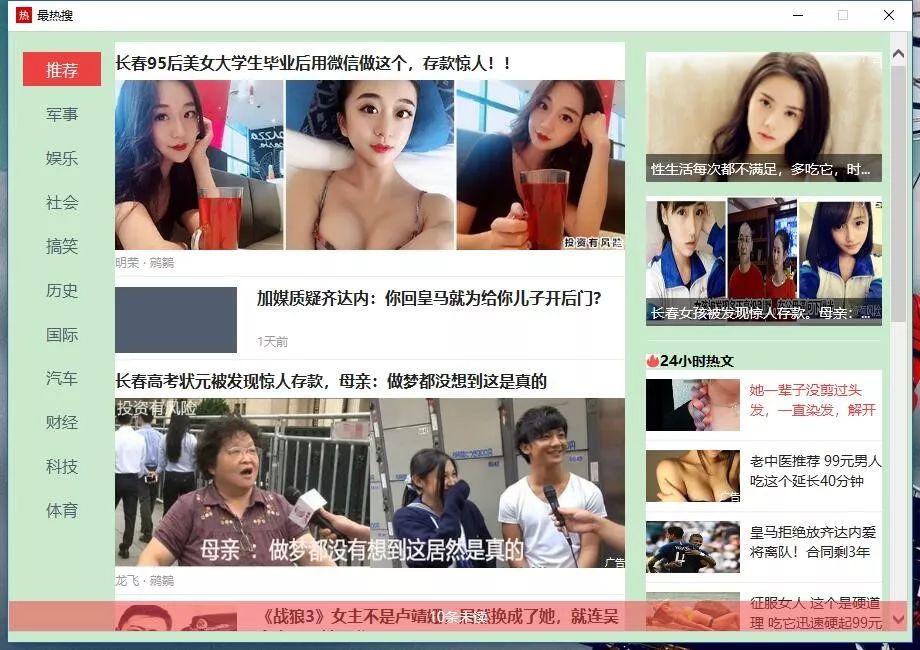 热 最热搜
推荐
军事
娱乐
社会
搞笑
历史
国际
汽车
财经
科技
体育
长春95后美女大学生毕业后用微信做这个，存款惊人！！
投资有风险
明荣 · 鹓鶵
加媒质疑齐达内：你回皇马就为给你儿子开后门？
1天前
长春高考状元被发现惊人存款，母亲：做梦都没想到这是真的
投资有风险
母亲 ：做梦都没有想到这居然是真的
广告
龙飞 · 鹓鶵
《战狼3》女主不是卢靖
换成了她，就连吴
10条未换
性生活每次都不满足，多吃它，时...
长春女孩被发现惊人存款。母亲：...
24小时热文
她一辈子没剪过头
发，一直染发，解开
老中医推荐 99元男人
吃这个延长40分钟
广告
皇马拒绝放齐达内爱
将离队！合同剩3年
征服女人 这个是硬道
理 吃它迅速硬起99元